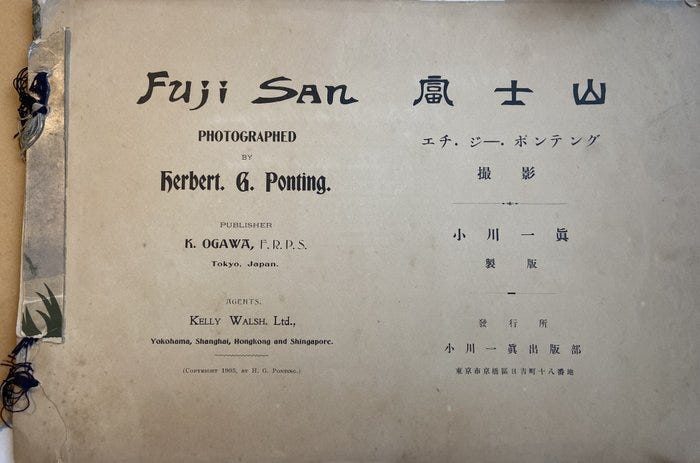 Fuji San
PHOTOGRAPHED
BY
Herbert. G. Ponting.
PUBLISHER
K. OGAWA, F. R. P. S.
Tokyo, Japan.
AGENTS.
KELLY WALSH, Ltd.,
Yokohama, Shanghai, Hongkong and Shingapore.
(COPYRIGHT 1905, BY H. G. PONTING.)
富士山
エチ.ジー.ポンテング
撮影
小川一眞
製版
發行所
小川一眞出版部
東京市京橋區日吉町十八番地